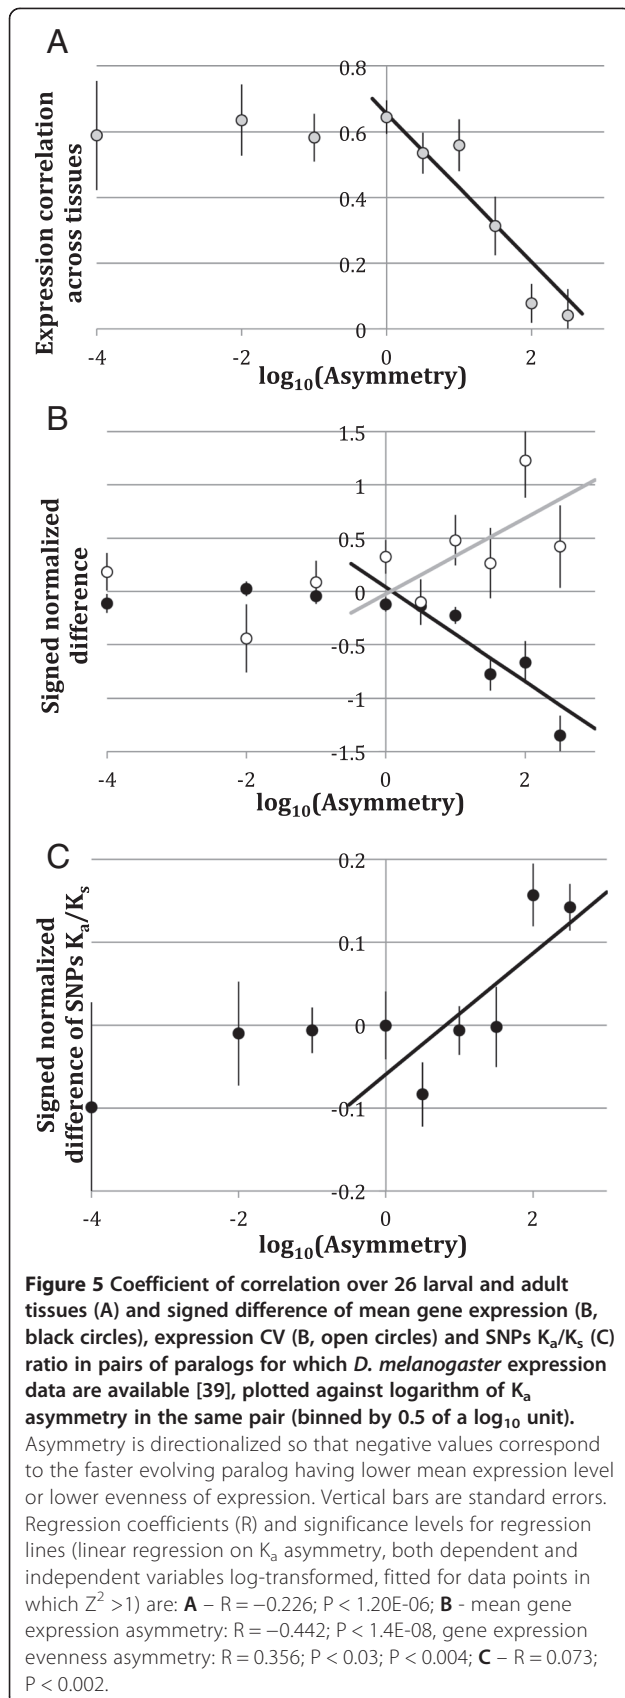 A
0.8
0.6
0.4
0.2
0
-4 -2 0 2
Expression correlation
across tissues
log10(Asymmetry)
B
1.5
1
0.5
0
-0.5
-1
-1.5
-4 -2 0 2
Signed normalized
difference
log10(Asymmetry)
C
0.2
0.1
0
-0.1
-0.2
-4 -2 0 2
Signed normalized
difference of SNPs Ka/Ks
log10(Asymmetry)
Figure 5 Coefficient of correlation over 26 larval and adult
tissues (A) and signed difference of mean gene expression (B,
black circles), expression CV (B, open circles) and SNPs Ka/Ks (C)
ratio in pairs of paralogs for which D. melanogaster expression
data are available [39], plotted against logarithm of Ka
asymmetry in the same pair (binned by 0.5 of a log10 unit).
Asymmetry is directionalized so that negative values correspond
to the faster evolving paralog having lower mean expression level
or lower evenness of expression. Vertical bars are standard errors.
Regression coefficients (R) and significance levels for regression
lines (linear regression on Ka asymmetry, both dependent and
independent variables log-transformed, fitted for data points in
which Z² >1) are: A – R = −0.226; P < 1.20E-06; B - mean gene
expression asymmetry: R = −0.442; P < 1.4E-08, gene expression
evenness asymmetry: R = 0.356; P < 0.03; P < 0.004; C – R = 0.073;
P < 0.002.